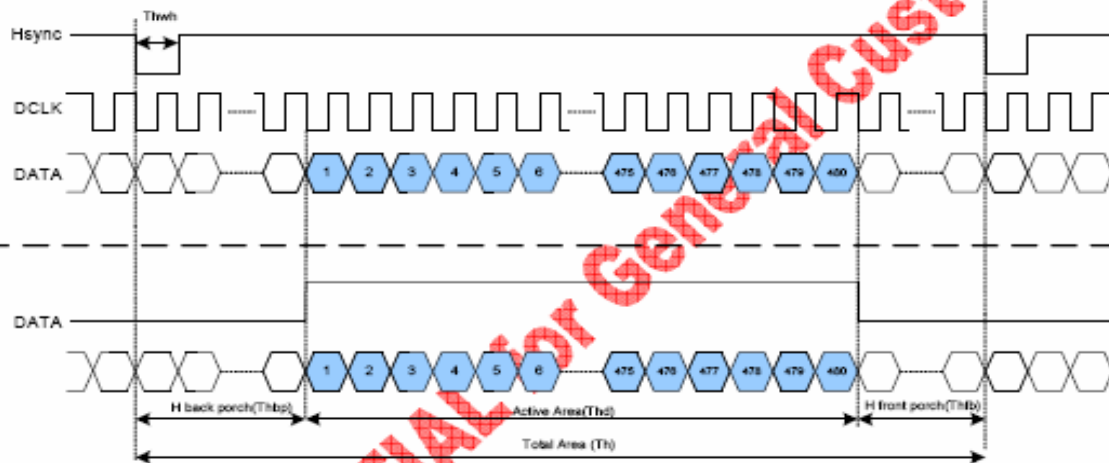 Thwh
Hsync
DCLK
DATA 1 2 3 4 5 6 475 476 477 478 479 480
DATA
1 2 3 4 5 6 475 476 477 478 479 480
H back porch(Thbp) Active Area(Thd) H front porch(Thfb)
Total Area (Th)
for General